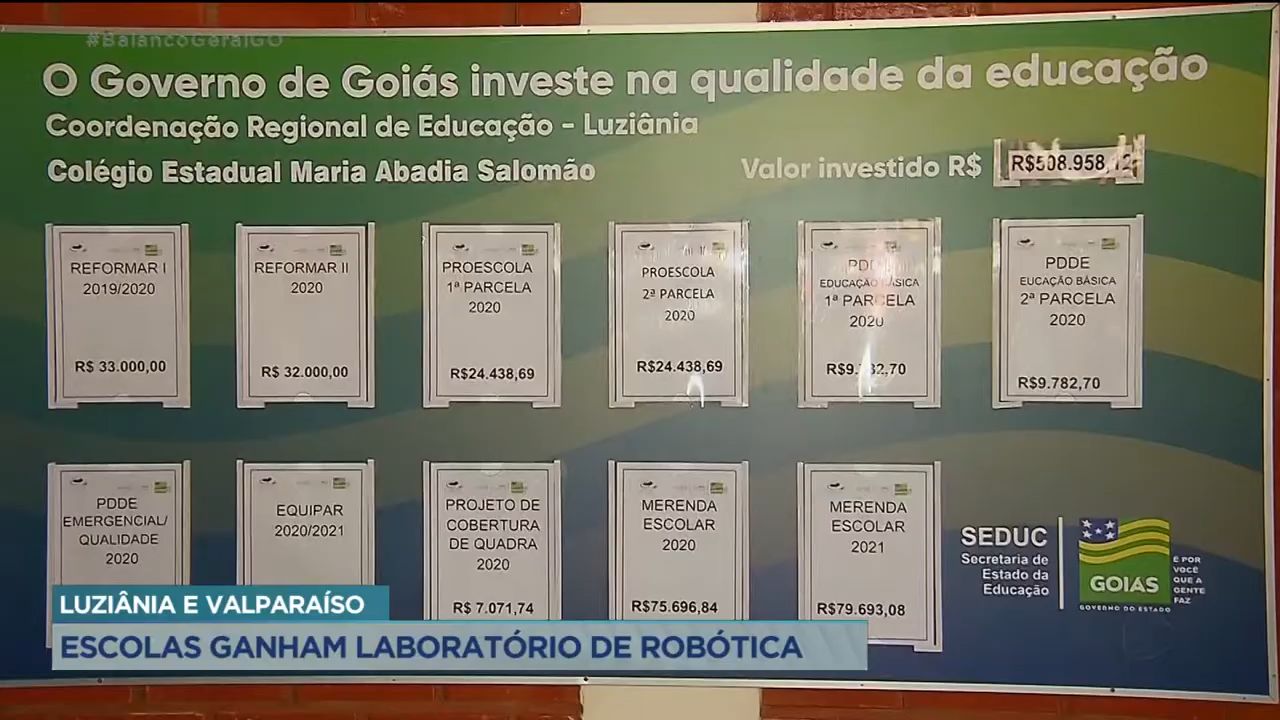 #BalancoGeralGO
O Governo de Goiás investe na qualidade da educação
Coordenação Regional de Educação - Luziânia
Colégio Estadual Maria Abadia Salomão
Valor investido R$
R$508.958,12
REFORMAR I
2019/2020
R$ 33.000,00
REFORMAR II
2020
R$ 32.000,00
PROESCOLA
1ª PARCELA
2020
R$24.438,69
PROESCOLA
2ª PARCELA
2020
R$24.438,69
PDDE
EDUCAÇÃO BÁSICA
1ª PARCELA
2020
PDDE
EUCAÇÃO BÁSICA
2ª PARCELA
2020
R$9.782,70
PDDE
EMERGENCIAL/
QUALIDADE
2020
EQUIPAR
2020/2021
PROJETO DE
COBERTURA
DE QUADRA
2020
R$ 7.071,74
MERENDA
ESCOLAR
2020
R$75.696,84
MERENDA
ESCOLAR
2021
R$79.693,08
SEDUC
Secretaria de
Estado da
Educação
GOIÁS
GOVERNO DO ESTADO
É POR
VOCÊ
QUE A
GENTE
FAZ
LUZIÂNIA E VALPARAÍSO
ESCOLAS GANHAM LABORATÓRIO DE ROBÓTICA